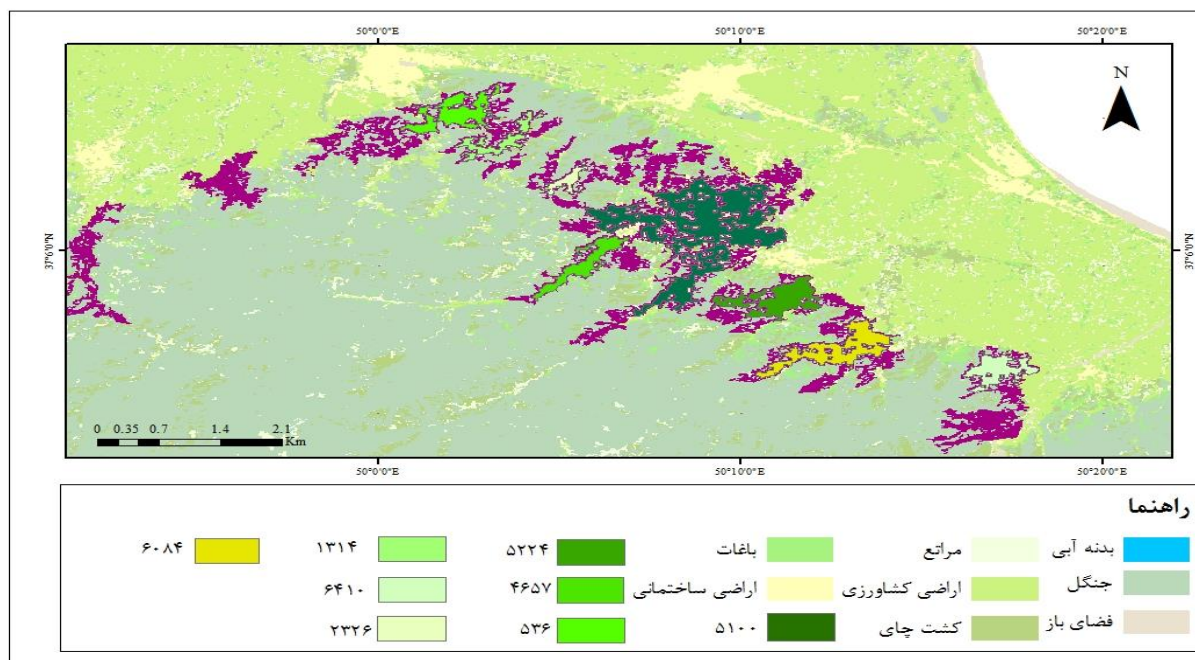 50°0'0"E 50°10'0"E 50°20'0"E
N
37°6'0"N 37°6'0"N
0 0.35 0.7 1.4 2.1
Km
50°0'0"E 50°10'0"E 50°20'0"E
راهنما
بدنه آبی مراتع باغات ۵۲۲۴ ۱۳۱۴ ۶۰۸۴
جنگل اراضی کشاورزی اراضی ساختمانی ۴۶۵۷ ۶۴۱۰
فضای باز کشت چای ۵۱۰۰ ۵۳۶ ۲۳۲۶